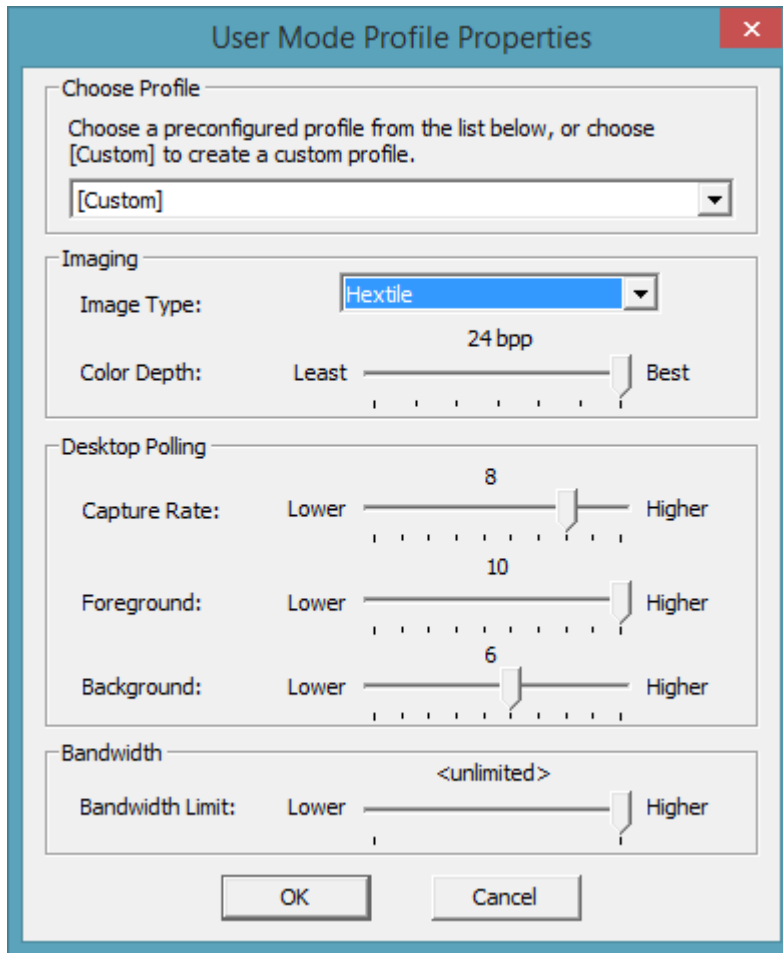 User Mode Profile Properties
Choose Profile
Choose a preconfigured profile from the list below, or choose
[Custom] to create a custom profile.
[Custom]
Imaging
Image Type: Hextile
24 bpp
Color Depth: Least Best
Desktop Polling
8
Capture Rate: Lower Higher
10
Foreground: Lower Higher
6
Background: Lower Higher
Bandwidth
<unlimited>
Bandwidth Limit: Lower Higher
OK Cancel